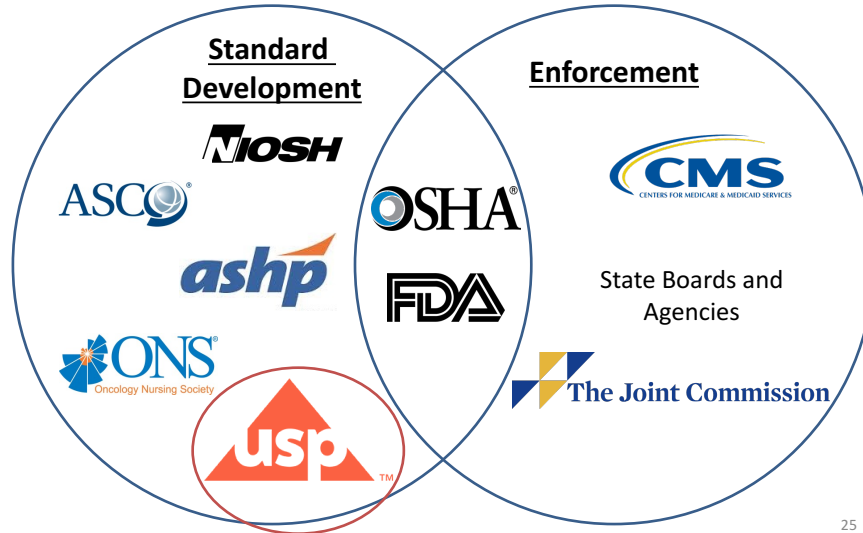 Standard
Development
Enforcement
NIOSH
ASCO®
OSHA®
CMS
CENTERS FOR MEDICARE & MEDICAID SERVICES
ashp
FDA
State Boards and
Agencies
ONS®
Oncology Nursing Society
The Joint Commission
usp
TM
25